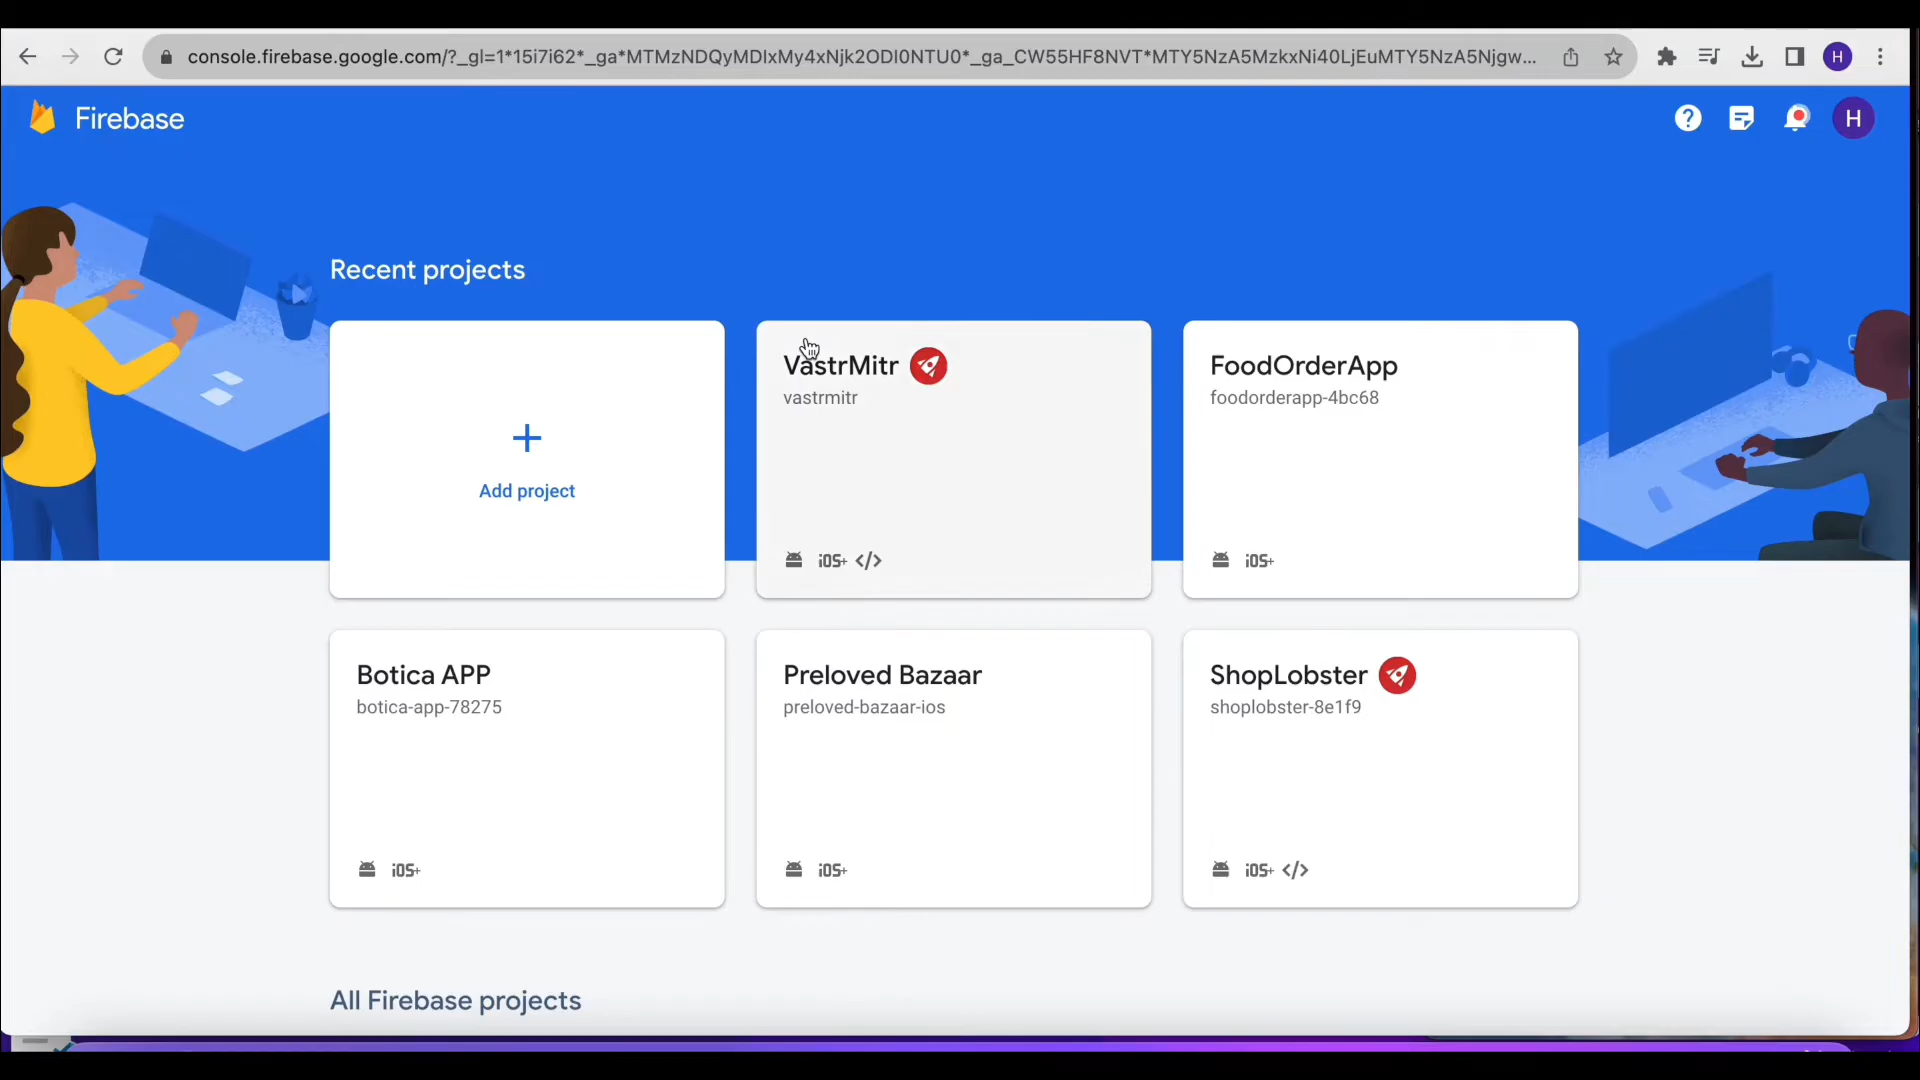 console.firebase.google.com/?_gl=1*15i7i62*_ga*MTMzNDQyMDIxMy4xNjk2ODI0NTU0*_ga_CW55HF8NVT*MTY5NzA5MzkxNi40LjEuMTY5NzA5Njgw...
H
Firebase
H
Recent projects
Add project
VastrMitr
vastrmitr
iOS+ </>
FoodOrderApp
foodorderapp-4bc68
iOS+
Botica APP
botica-app-78275
iOS+
Preloved Bazaar
preloved-bazaar-ios
iOS+
ShopLobster
shoplobster-8e1f9
iOS+ </>
All Firebase projects